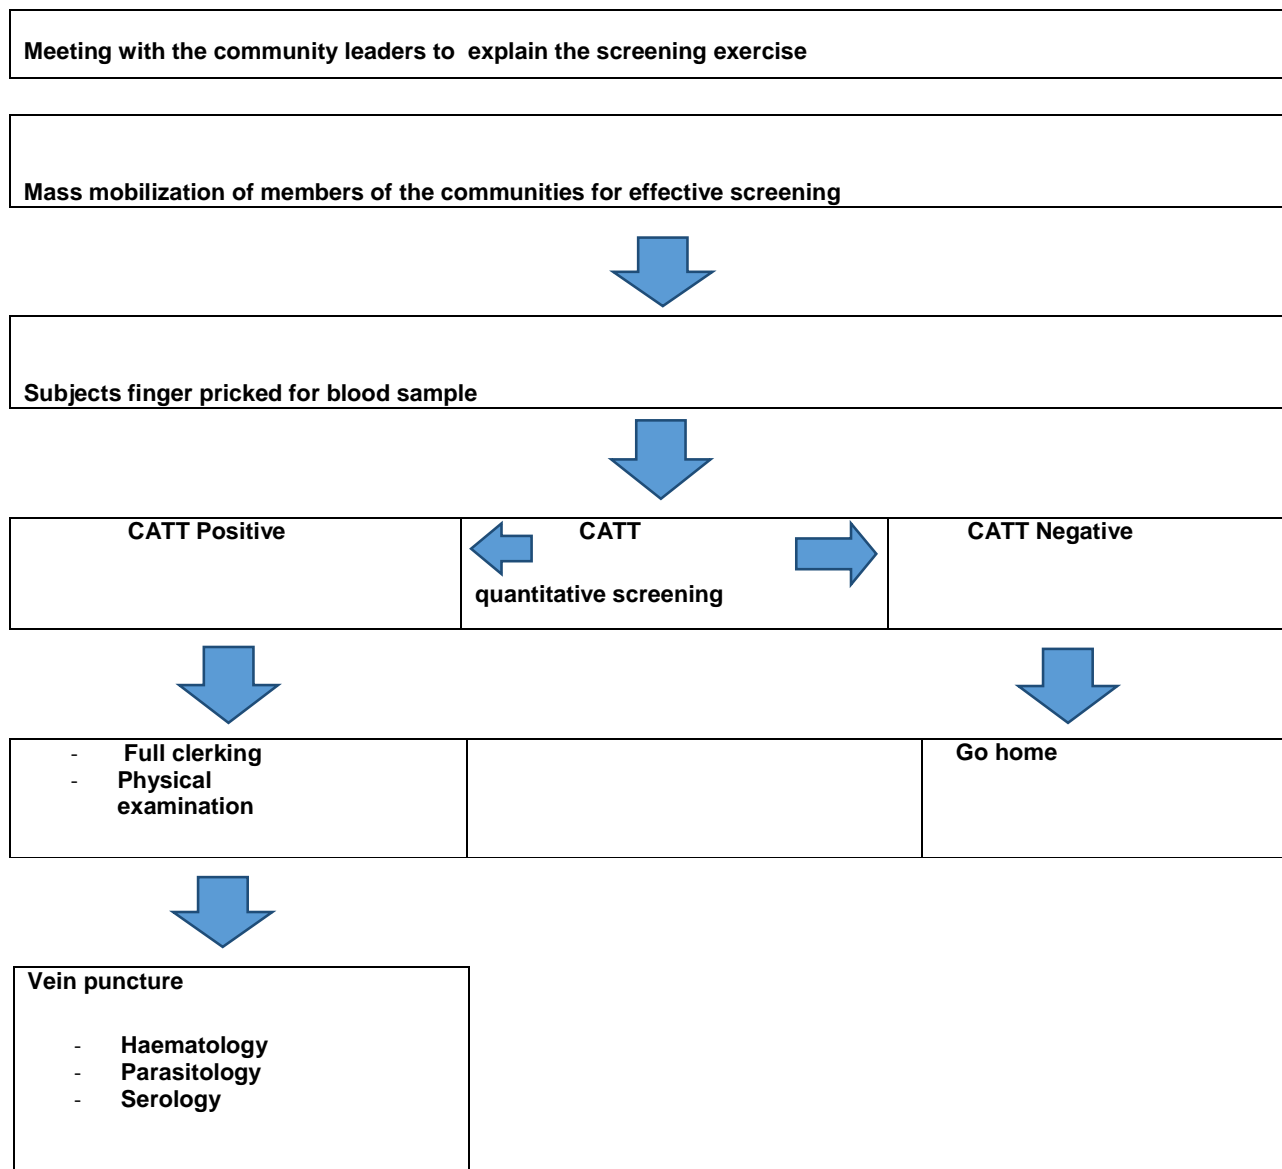 Meeting with the community leaders to explain the screening exercise
Mass mobilization of members of the communities for effective screening
Subjects finger pricked for blood sample
CATT Positive
CATT
quantitative screening
CATT Negative
- Full clerking
- Physical
examination
Go home
Vein puncture
- Haematology
- Parasitology
- Serology